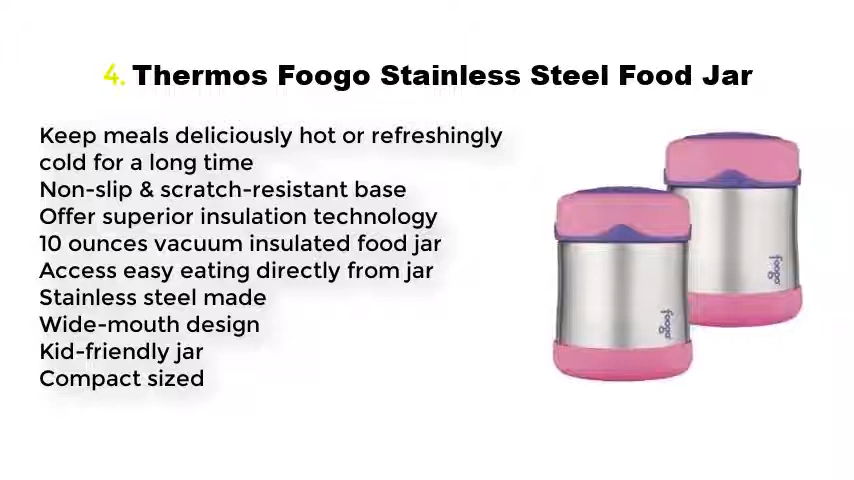 4. Thermos Foogo Stainless Steel Food Jar
Keep meals deliciously hot or refreshingly
cold for a long time
Non-slip & scratch-resistant base
Offer superior insulation technology
10 ounces vacuum insulated food jar
Access easy eating directly from jar
Stainless steel made
Wide-mouth design
Kid-friendly jar
Compact sized
foogo
foogo